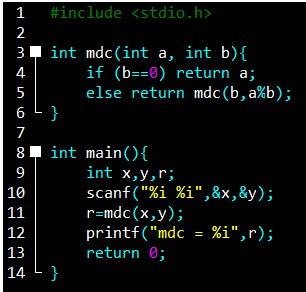 1 #include <stdio.h>
2
3 int mdc(int a, int b){
4 if (b==0) return a;
5 else return mdc(b,a%b);
6 }
7
8 int main(){
9 int x,y,r;
10 scanf("%i %i",&x,&y);
11 r=mdc(x,y);
12 printf("mdc = %i",r);
13 return 0;
14 }